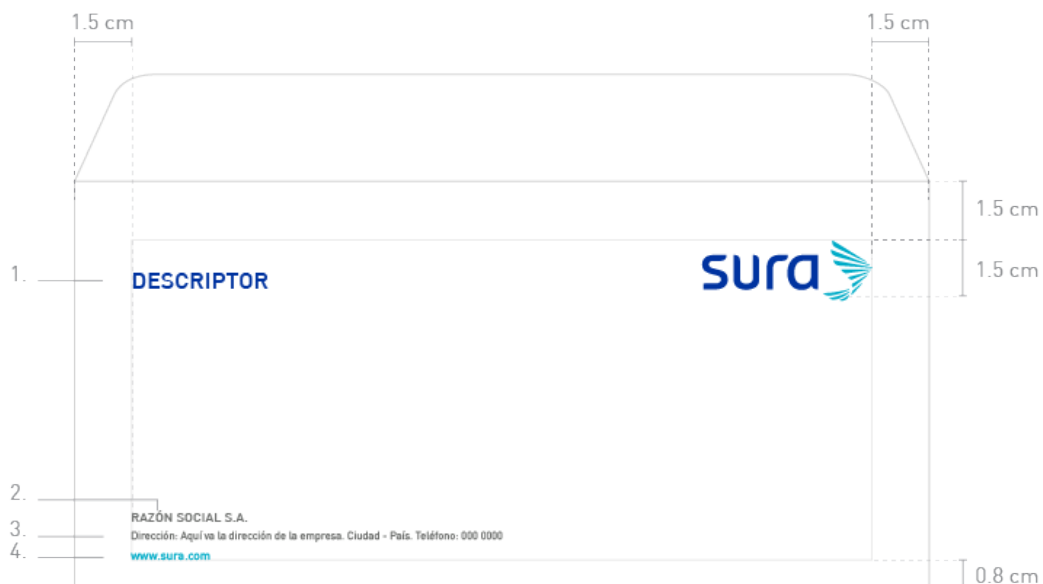 1.5 cm 1.5 cm
1.5 cm
1. DESCRIPTOR sura 1.5 cm
2.
RAZÓN SOCIAL S.A.
3. Dirección: Aquí va la dirección de la empresa. Ciudad - País. Teléfono: 000 0000
4. www.sura.com
0.8 cm